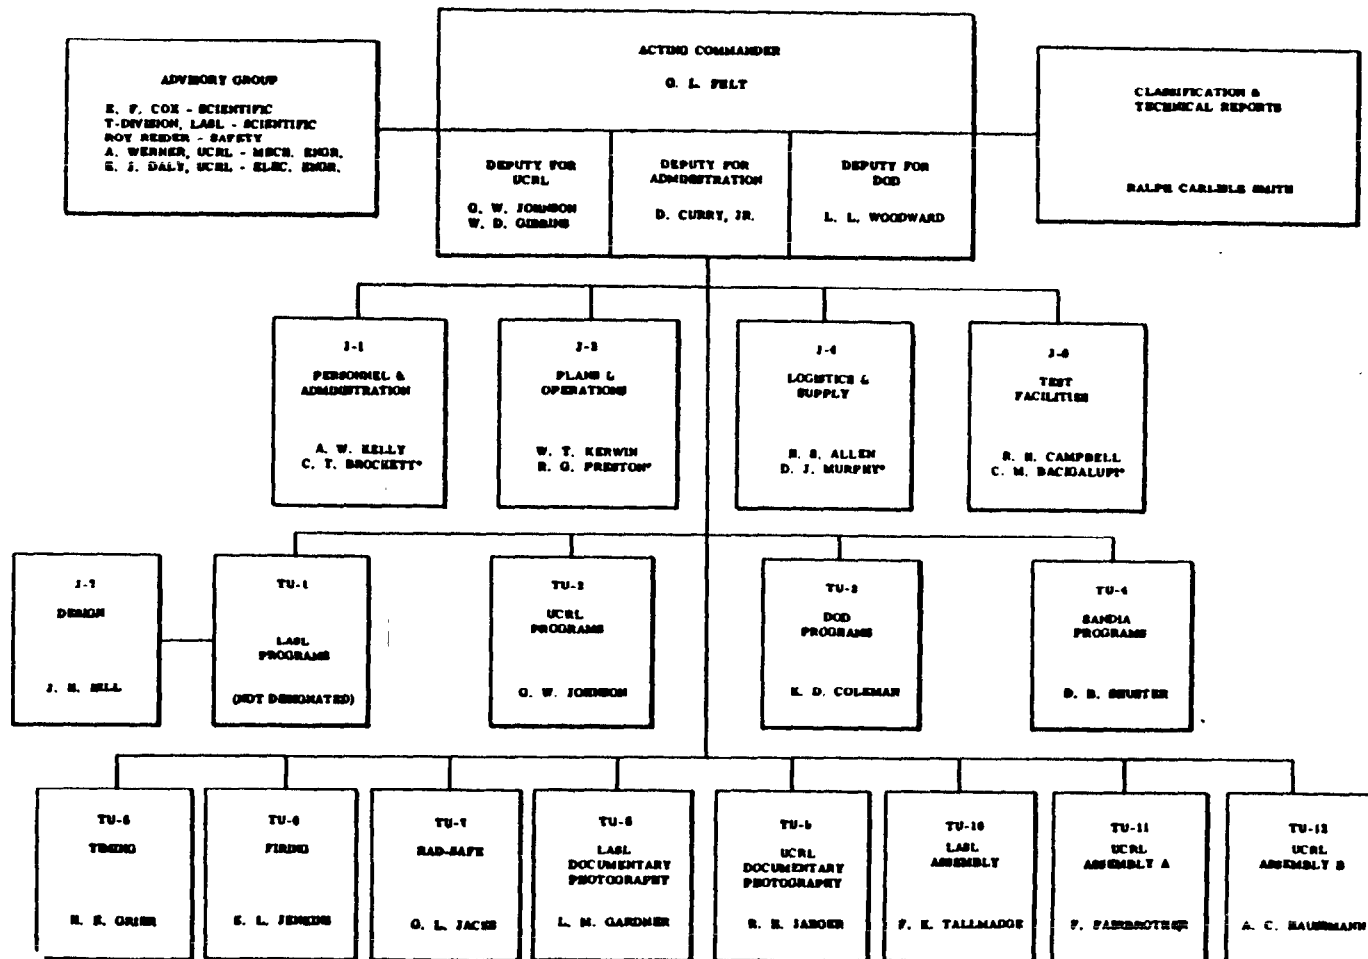 ACTING COMMANDER
G. L. FELT
ADVISORY GROUP
E. F. COX - SCIENTIFIC
T-DIVISION, LASL - SCIENTIFIC
ROY REIDER - SAFETY
A. WERNER, UCRL - MECH. ENGR.
E. J. DALY, UCRL - ELEC. ENGR.
CLASSIFICATION &
TECHNICAL REPORTS
RALPH CARLISLE SMITH
DEPUTY FOR
UCRL
G. W. JOHNSON
W. D. GIBBINS
DEPUTY FOR
ADMINISTRATION
D. CURRY, JR.
DEPUTY FOR
DOD
L. L. WOODWARD
J-1
PERSONNEL &
ADMINISTRATION
A. W. KELLY
C. T. BROCKETT*
J-3
PLANS &
OPERATIONS
W. T. KERWIN
R. G. PRESTON*
J-4
LOGISTICS &
SUPPLY
H. S. ALLEN
D. J. MURPHY*
J-6
TEST
FACILITIES
R. H. CAMPBELL
C. M. BACIGALUPI*
J-7
DESIGN
J. H. HILL
TU-1
LASL
PROGRAMS
(NOT DESIGNATED)
TU-2
UCRL
PROGRAMS
G. W. JOHNSON
TU-3
DOD
PROGRAMS
K. D. COLEMAN
TU-4
SANDIA
PROGRAMS
D. B. SHUSTER
TU-5
TIMING
H. E. GRIER
TU-6
FIRING
E. L. JENKINS
TU-7
RAD-SAFE
G. L. JACKS
TU-8
LASL
DOCUMENTARY
PHOTOGRAPHY
L. M. GARDNER
TU-9
UCRL
DOCUMENTARY
PHOTOGRAPHY
R. H. JAEGER
TU-10
LASL
ASSEMBLY
F. K. TALLMADGE
TU-11
UCRL
ASSEMBLY A
F. FAIRBROTHER
TU-12
UCRL
ASSEMBLY B
A. C. HAUSSMANN